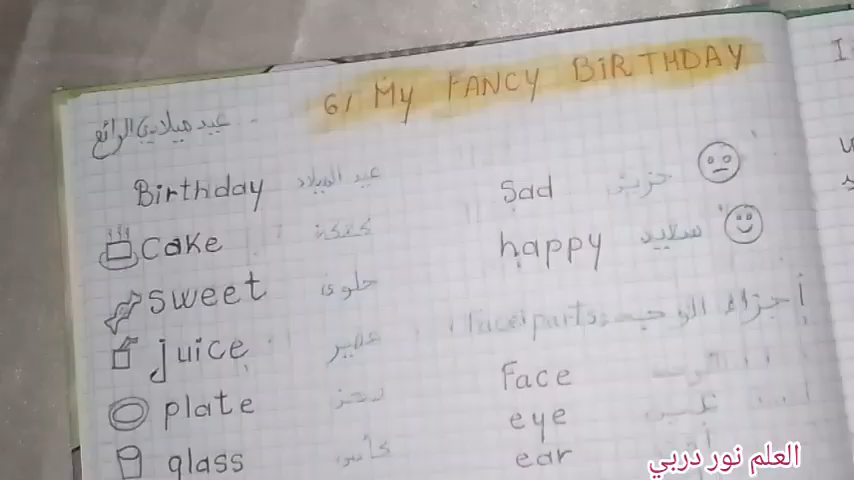 6/ My FANCY BiRTHDAY
عيد ميلادي الرائع
Birthday عيد الميلاد
Cake كعكة
sweet حلوى
juice عصير
plate
glass كأس
Sad حزين
happy سعيد
face parts أجزاء الوجه
Face
eye
ear
العلم نور دربي